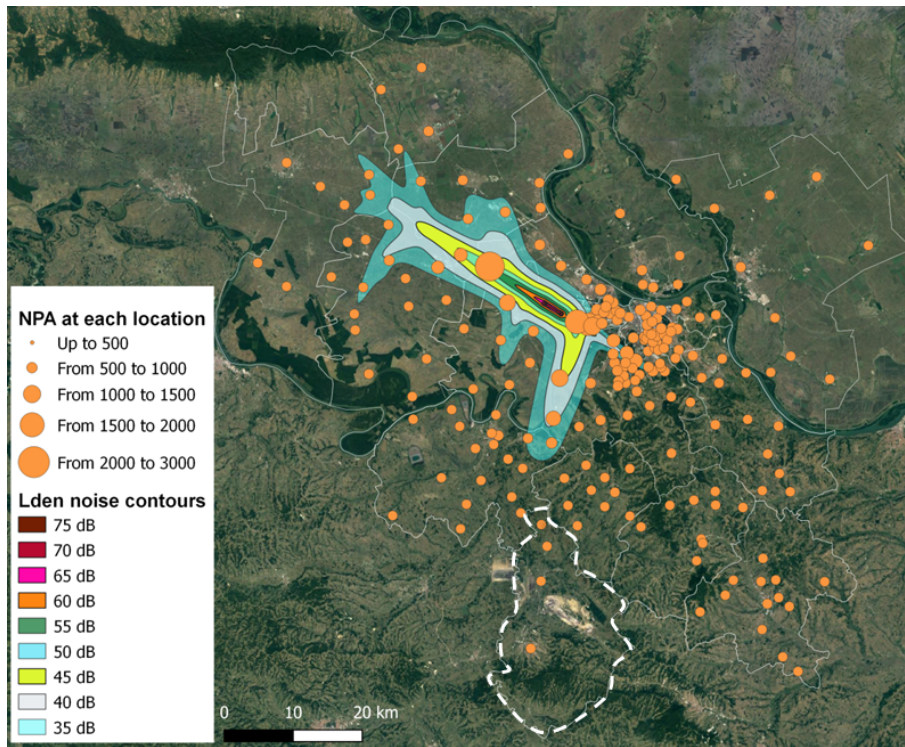 NPA at each location
Up to 500
From 500 to 1000
From 1000 to 1500
From 1500 to 2000
From 2000 to 3000
Lden noise contours
75 dB
70 dB
65 dB
60 dB
55 dB
50 dB
45 dB
40 dB
35 dB
0 10 20 km